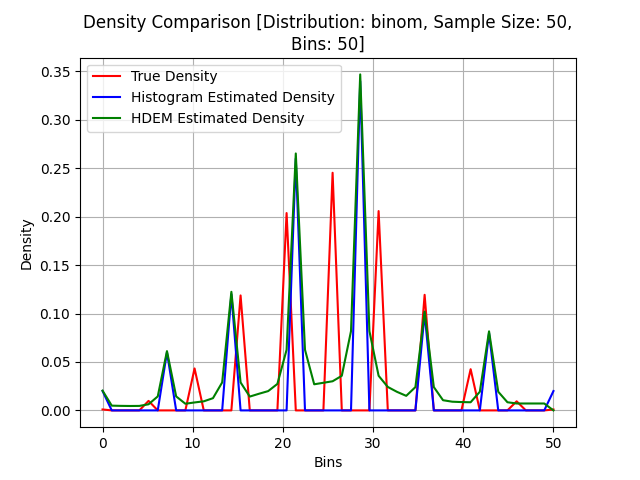 Density Comparison [Distribution: binom, Sample Size: 50,
Bins: 50]
True Density
Histogram Estimated Density
HDEM Estimated Density
Density
0.35
0.30
0.25
0.20
0.15
0.10
0.05
0.00
0 10 20 30 40 50
Bins